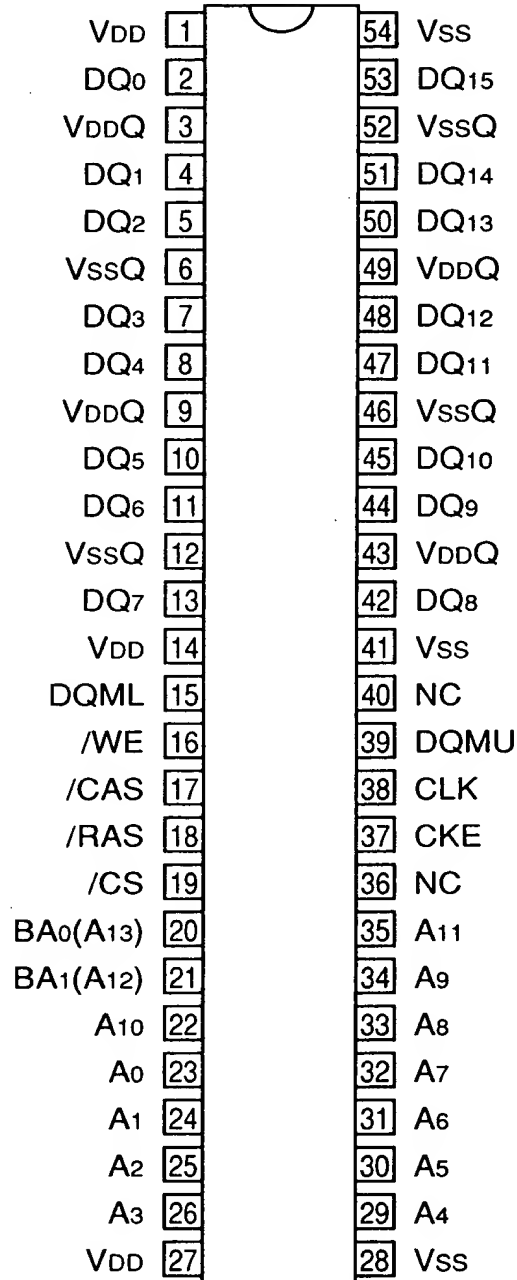 VDD 1 54 VSS
DQ0 2 53 DQ15
VDDQ 3 52 VSSQ
DQ1 4 51 DQ14
DQ2 5 50 DQ13
VSSQ 6 49 VDDQ
DQ3 7 48 DQ12
DQ4 8 47 DQ11
VDDQ 9 46 VSSQ
DQ5 10 45 DQ10
DQ6 11 44 DQ9
VSSQ 12 43 VDDQ
DQ7 13 42 DQ8
VDD 14 41 VSS
DQML 15 40 NC
/WE 16 39 DQMU
/CAS 17 38 CLK
/RAS 18 37 CKE
/CS 19 36 NC
BA0(A13) 20 35 A11
BA1(A12) 21 34 A9
A10 22 33 A8
A0 23 32 A7
A1 24 31 A6
A2 25 30 A5
A3 26 29 A4
VDD 27 28 VSS